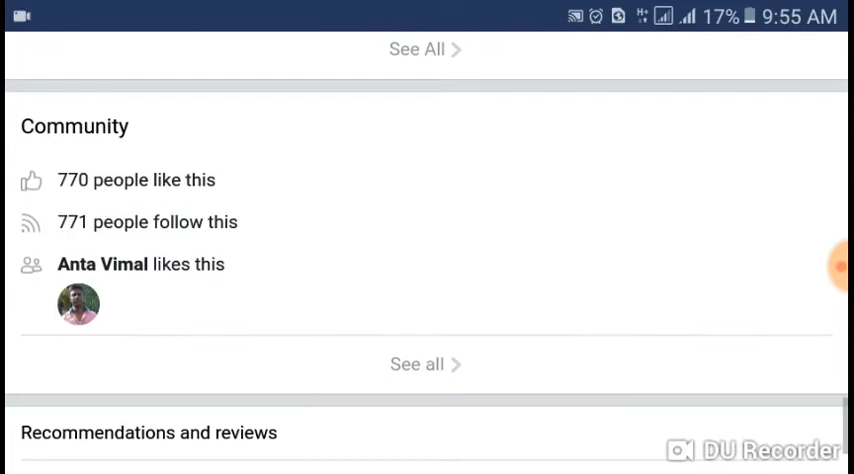 17% 9:55 AM
See All
Community
770 people like this
771 people follow this
Anta Vimal likes this
See all
Recommendations and reviews
DU Recorder